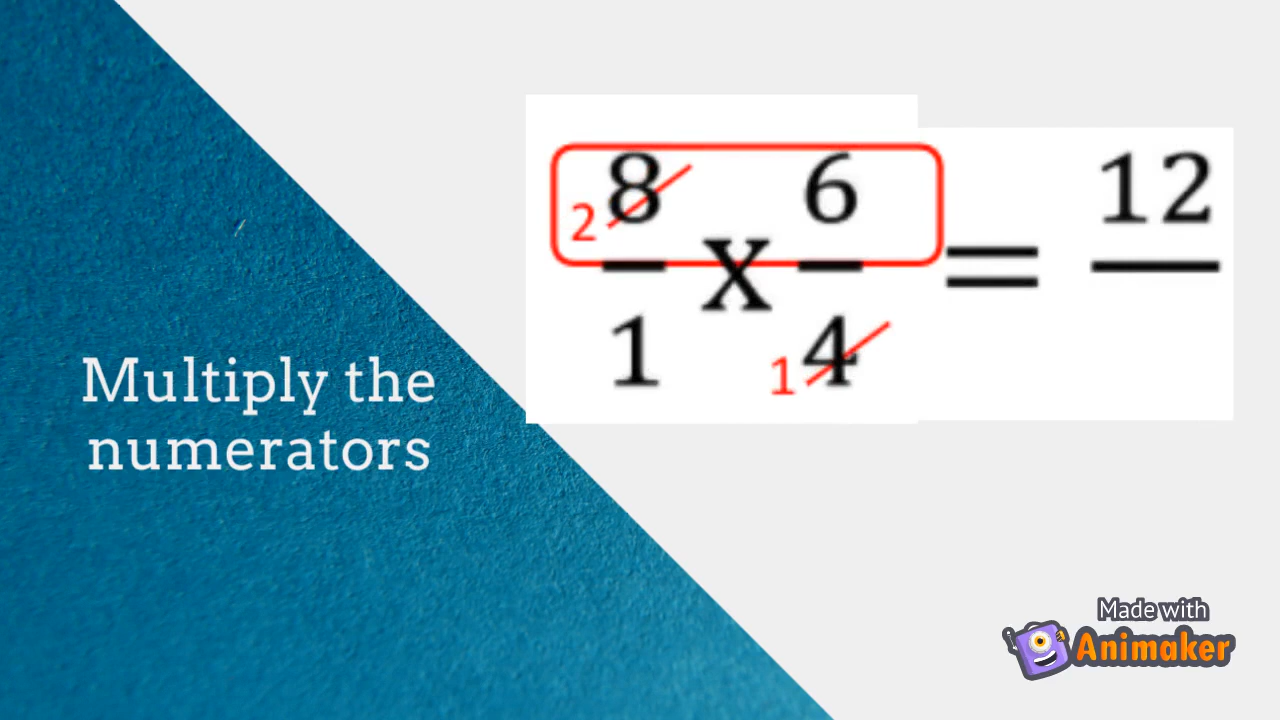 Multiply the
numerators
8 6 12
2
x =
1 4
1
Made with
Animaker